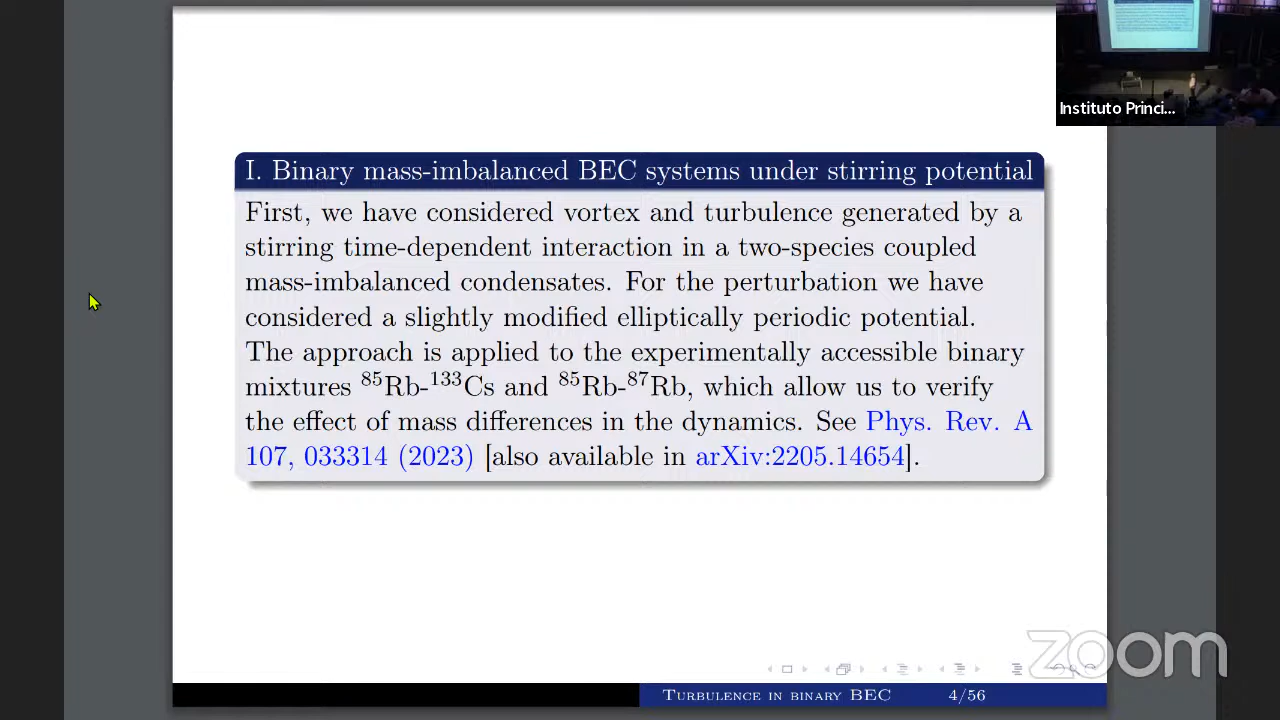 Instituto Princi...
I. Binary mass-imbalanced BEC systems under stirring potential
First, we have considered vortex and turbulence generated by a
stirring time-dependent interaction in a two-species coupled
mass-imbalanced condensates. For the perturbation we have
considered a slightly modified elliptically periodic potential.
The approach is applied to the experimentally accessible binary
mixtures ⁸⁵Rb-¹³³Cs and ⁸⁵Rb-⁸⁷Rb, which allow us to verify
the effect of mass differences in the dynamics. See Phys. Rev. A
107, 033314 (2023) [also available in arXiv:2205.14654].
zoom
Turbulence in binary BEC 4/56